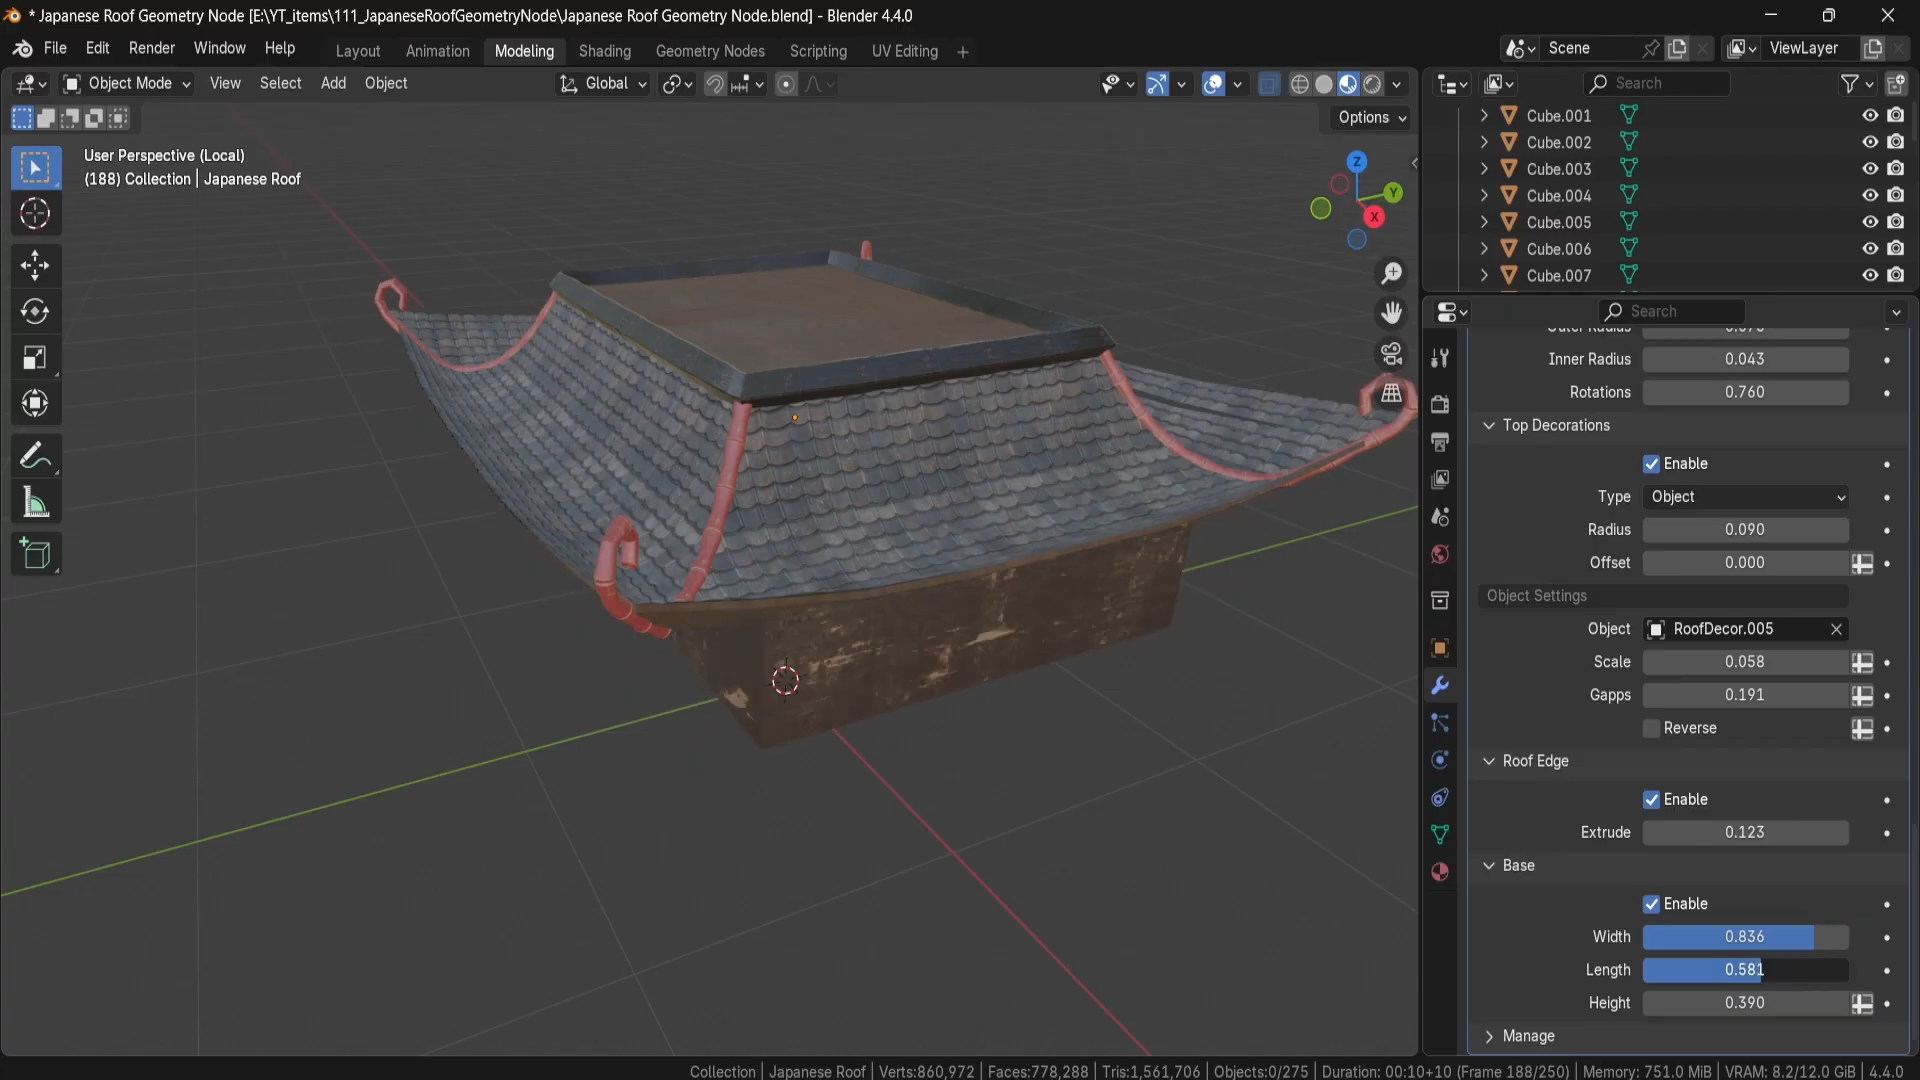 * Japanese Roof Geometry Node [E:\YT_items\111_JapaneseRoofGeometryNode\Japanese Roof Geometry Node.blend] - Blender 4.4.0
File Edit Render Window Help Layout Animation Modeling Shading Geometry Nodes Scripting UV Editing + Scene ViewLayer
Object Mode View Select Add Object Global Search
Options
User Perspective (Local)
(188) Collection | Japanese Roof
Z
Y
X
Cube.001
Cube.002
Cube.003
Cube.004
Cube.005
Cube.006
Cube.007
Search
Inner Radius 0.043
Rotations 0.760
Top Decorations
Enable
Type Object
Radius 0.090
Offset 0.000
Object Settings
Object RoofDecor.005
Scale 0.058
Gapps 0.191
Reverse
Roof Edge
Enable
Extrude 0.123
Base
Enable
Width 0.836
Length 0.581
Height 0.390
Manage
Collection | Japanese Roof | Verts:860,972 | Faces:778,288 | Tris:1,561,706 | Objects:0/275 | Duration: 00:10+10 (Frame 188/250) | Memory: 751.0 MiB | VRAM: 8.2/12.0 GiB | 4.4.0